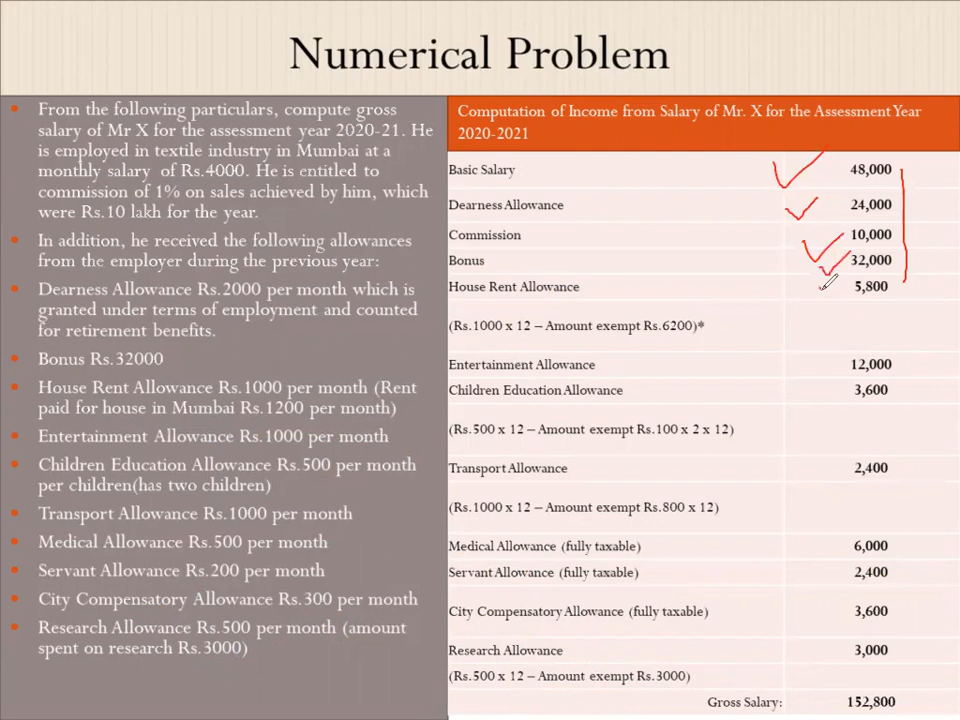 Numerical Problem
From the following particulars, compute gross
salary of Mr X for the assessment year 2020-21. He
is employed in textile industry in Mumbai at a
monthly salary of Rs.4000. He is entitled to
commission of 1% on sales achieved by him, which
were Rs.10 lakh for the year.
In addition, he received the following allowances
from the employer during the previous year:
Dearness Allowance Rs.2000 per month which is
granted under terms of employment and counted
for retirement benefits.
Bonus Rs.32000
House Rent Allowance Rs.1000 per month (Rent
paid for house in Mumbai Rs.1200 per month)
Entertainment Allowance Rs.1000 per month
Children Education Allowance Rs.500 per month
per children(has two children)
Transport Allowance Rs.1000 per month
Medical Allowance Rs.500 per month
Servant Allowance Rs.200 per month
City Compensatory Allowance Rs.300 per month
Research Allowance Rs.500 per month (amount
spent on research Rs.3000)
Computation of Income from Salary of Mr. X for the Assessment Year
2020-2021
Basic Salary 48,000
Dearness Allowance 24,000
Commission 10,000
Bonus 32,000
House Rent Allowance 5,800
(Rs.1000 x 12 – Amount exempt Rs.6200)*
Entertainment Allowance 12,000
Children Education Allowance 3,600
(Rs.500 x 12 – Amount exempt Rs.100 x 2 x 12)
Transport Allowance 2,400
(Rs.1000 x 12 – Amount exempt Rs.800 x 12)
Medical Allowance (fully taxable) 6,000
Servant Allowance (fully taxable) 2,400
City Compensatory Allowance (fully taxable) 3,600
Research Allowance 3,000
(Rs.500 x 12 – Amount exempt Rs.3000)
Gross Salary: 152,800